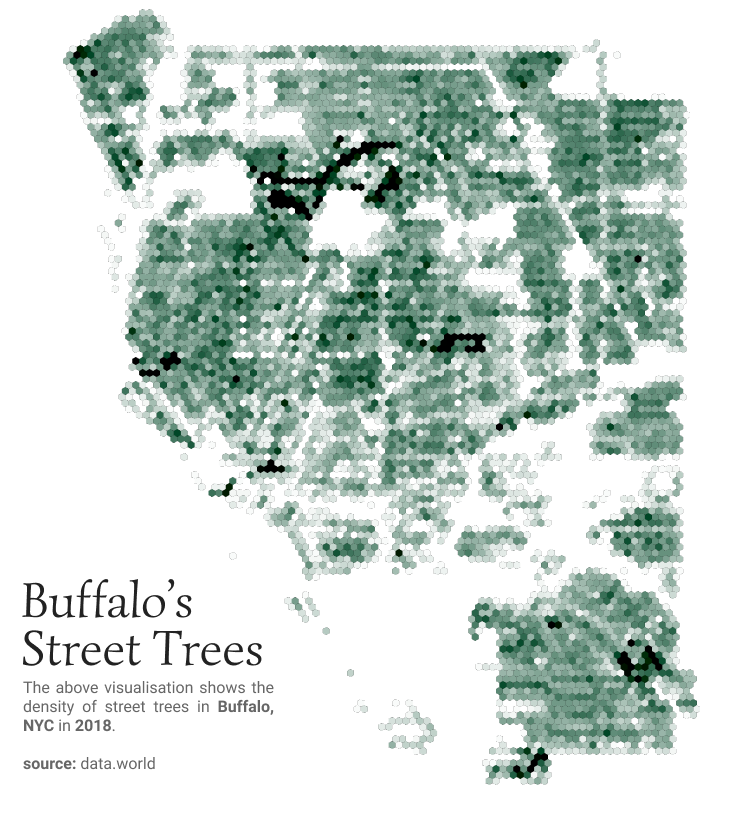 Buffalo’s
Street Trees
The above visualisation shows the
density of street trees in Buffalo,
NYC in 2018.
source: data.world